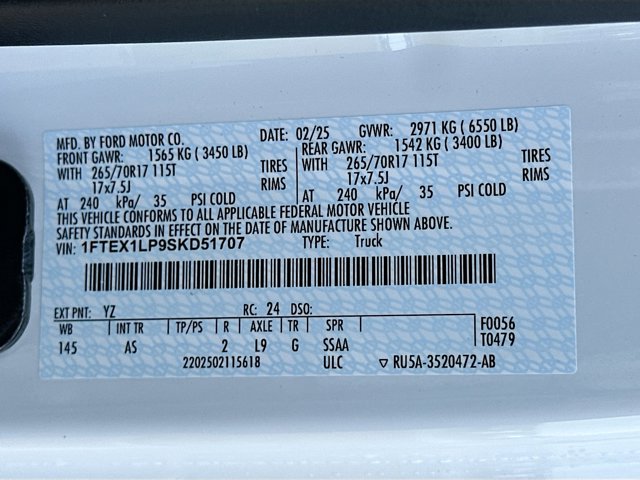 MFD. BY FORD MOTOR CO. DATE: 02/25 GVWR: 2971 KG ( 6550 LB)
FRONT GAWR: 1565 KG ( 3450 LB) REAR GAWR: 1542 KG ( 3400 LB)
WITH 265/70R17 115T TIRES WITH 265/70R17 115T TIRES
17x7.5J RIMS 17x7.5J RIMS
AT 240 kPa/ 35 PSI COLD AT 240 kPa/ 35 PSI COLD
THIS VEHICLE CONFORMS TO ALL APPLICABLE FEDERAL MOTOR VEHICLE
SAFETY STANDARDS IN EFFECT ON THE DATE OF MANUFACTURE SHOWN ABOVE.
VIN: 1FTEX1LP9SKD51707 TYPE: Truck
EXT PNT: YZ RC: 24 DSO:
WB INT TR TP/PS R AXLE TR SPR F0056
145 AS 2 L9 G SSAA T0479
2202502115618 ULC ▽ RU5A-3520472-AB